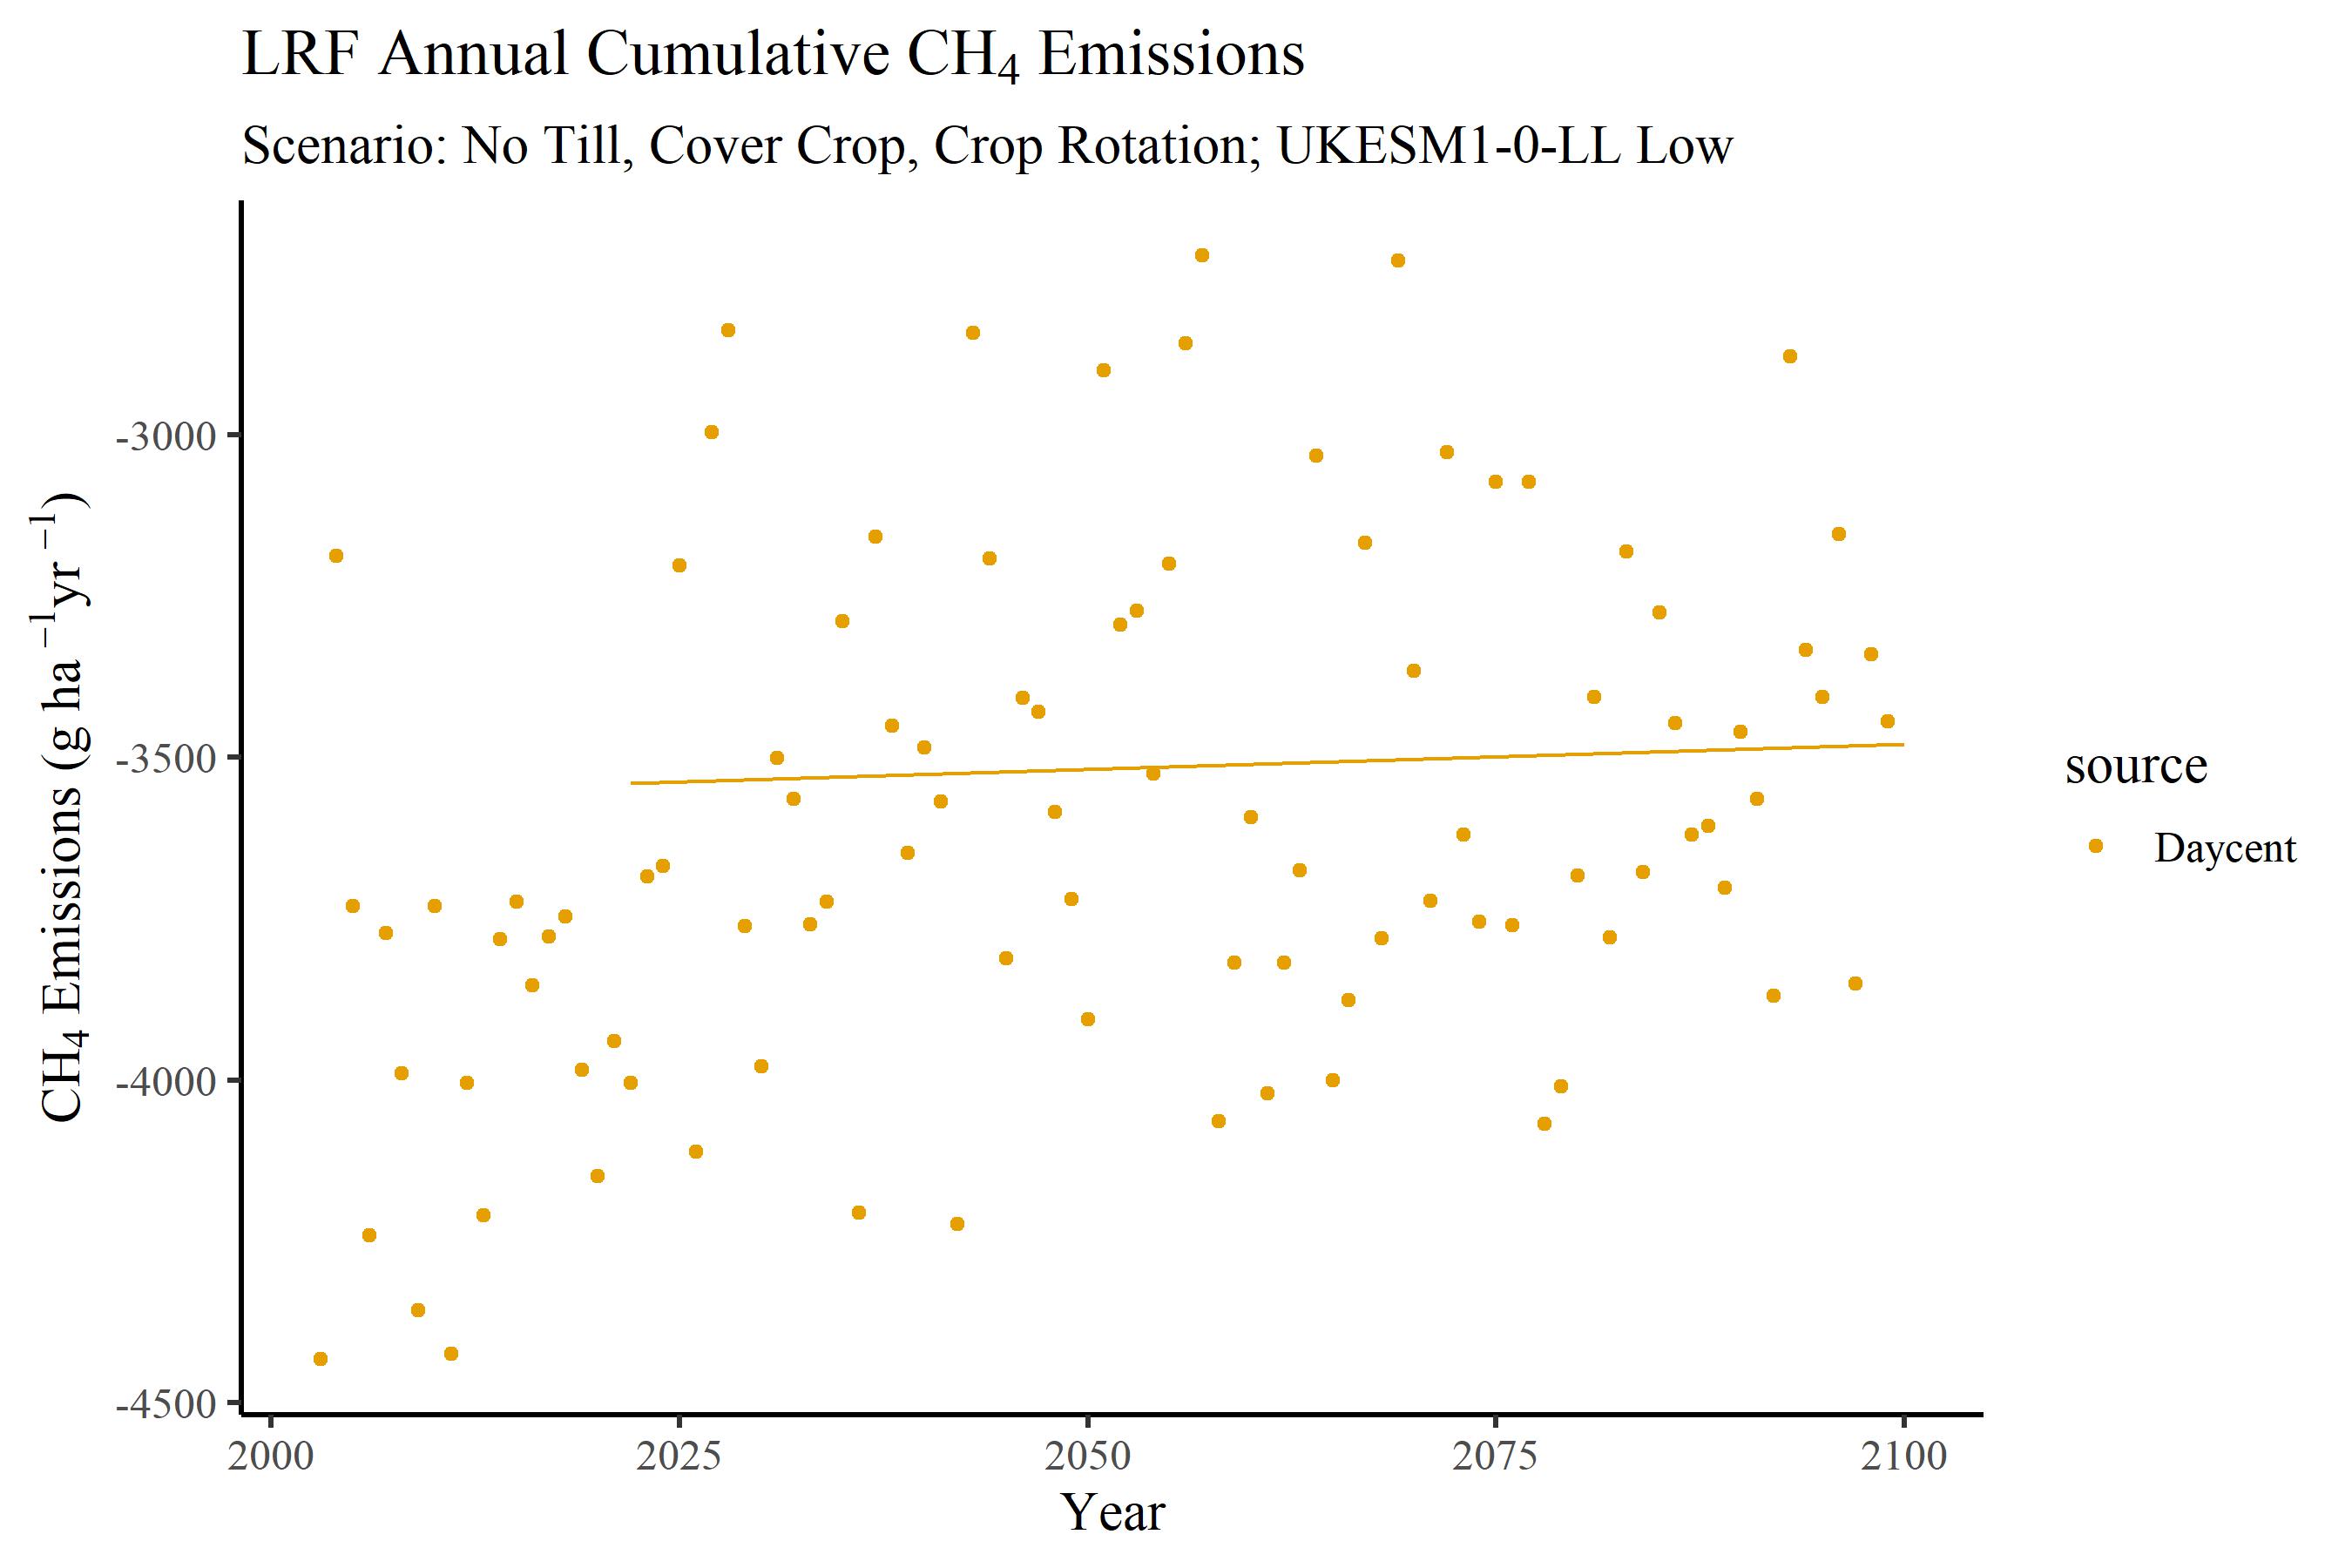 LRF Annual Cumulative CH₄ Emissions
Scenario: No Till, Cover Crop, Crop Rotation; UKESM1-0-LL Low
CH₄ Emissions (g ha⁻¹yr⁻¹)
-3000
-3500
-4000
-4500
2000 2025 2050 2075 2100
Year
source
Daycent